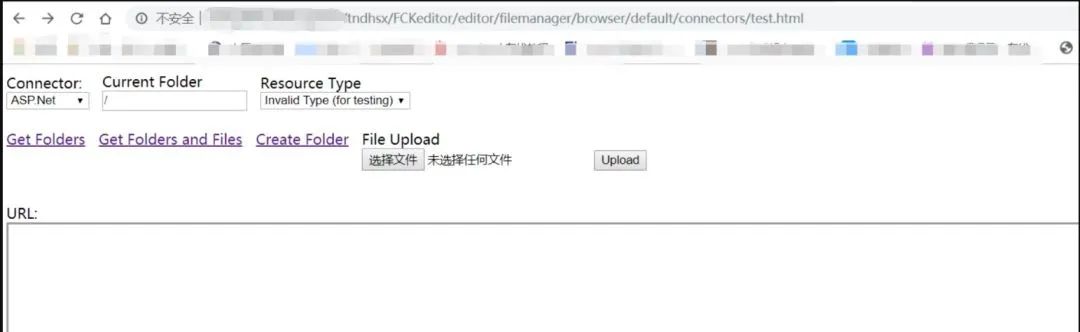 不安全 | /tndhsx/FCKeditor/editor/filemanager/browser/default/connectors/test.html
Connector: Current Folder Resource Type
ASP.Net / Invalid Type (for testing)
Get Folders Get Folders and Files Create Folder File Upload
选择文件 未选择任何文件 Upload
URL: